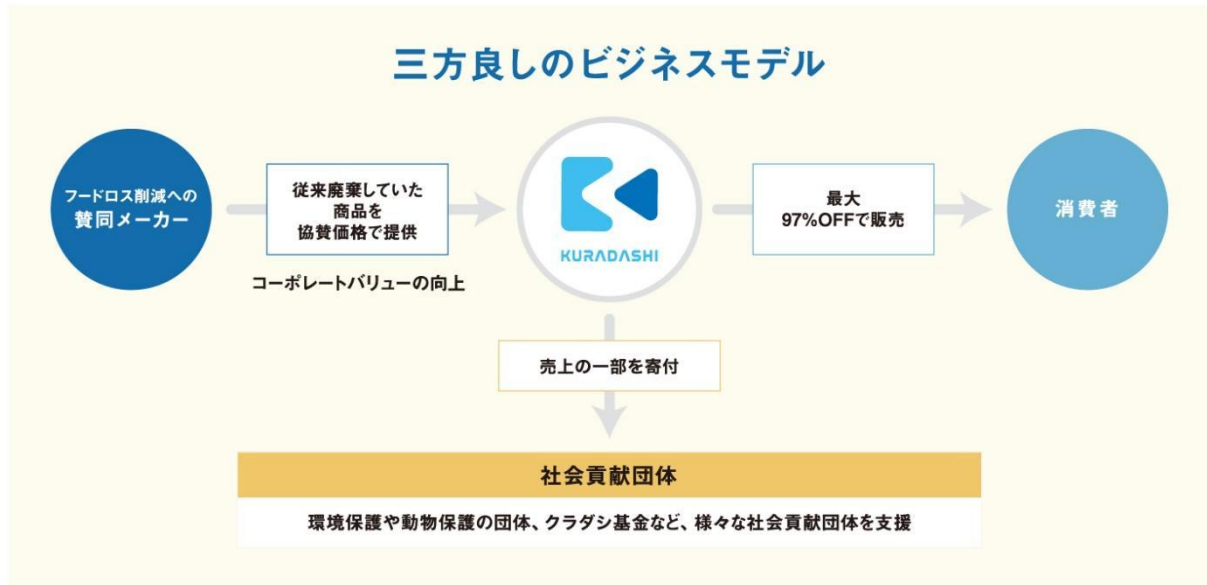 三方良しのビジネスモデル
フードロス削減への
賛同メーカー
従来廃棄していた
商品を
協賛価格で提供
コーポレートバリューの向上
KURADASHI
最大
97%OFFで販売
消費者
売上の一部を寄付
社会貢献団体
環境保護や動物保護の団体、クラダシ基金など、様々な社会貢献団体を支援